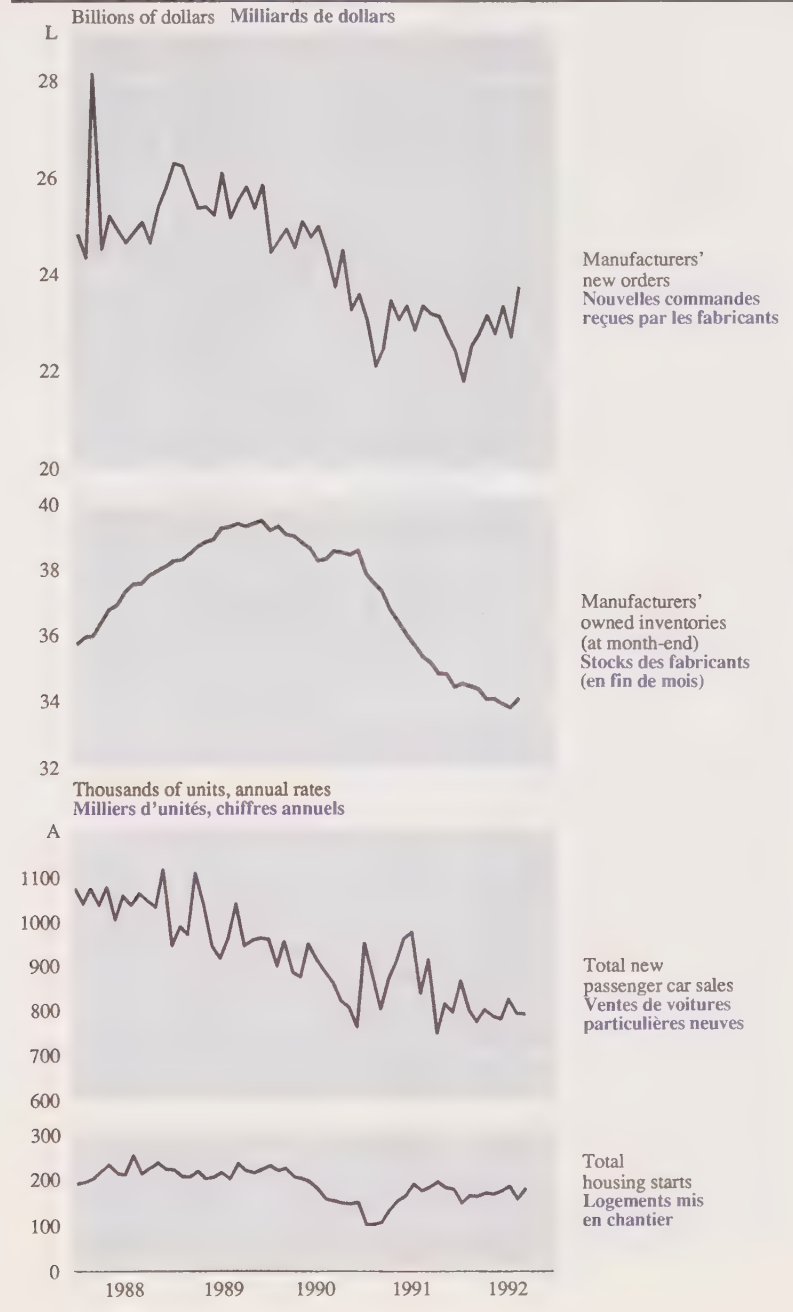 Billions of dollars Milliards de dollars
L
28
26
24
22
20
Manufacturers'
new orders
Nouvelles commandes
reçues par les fabricants
40
38
36
34
32
Manufacturers'
owned inventories
(at month-end)
Stocks des fabricants
(en fin de mois)
Thousands of units, annual rates
Milliers d'unités, chiffres annuels
A
1100
1000
900
800
700
600
Total new
passenger car sales
Ventes de voitures
particulières neuves
300
200
100
0
Total
housing starts
Logements mis
en chantier
1988 1989 1990 1991 1992